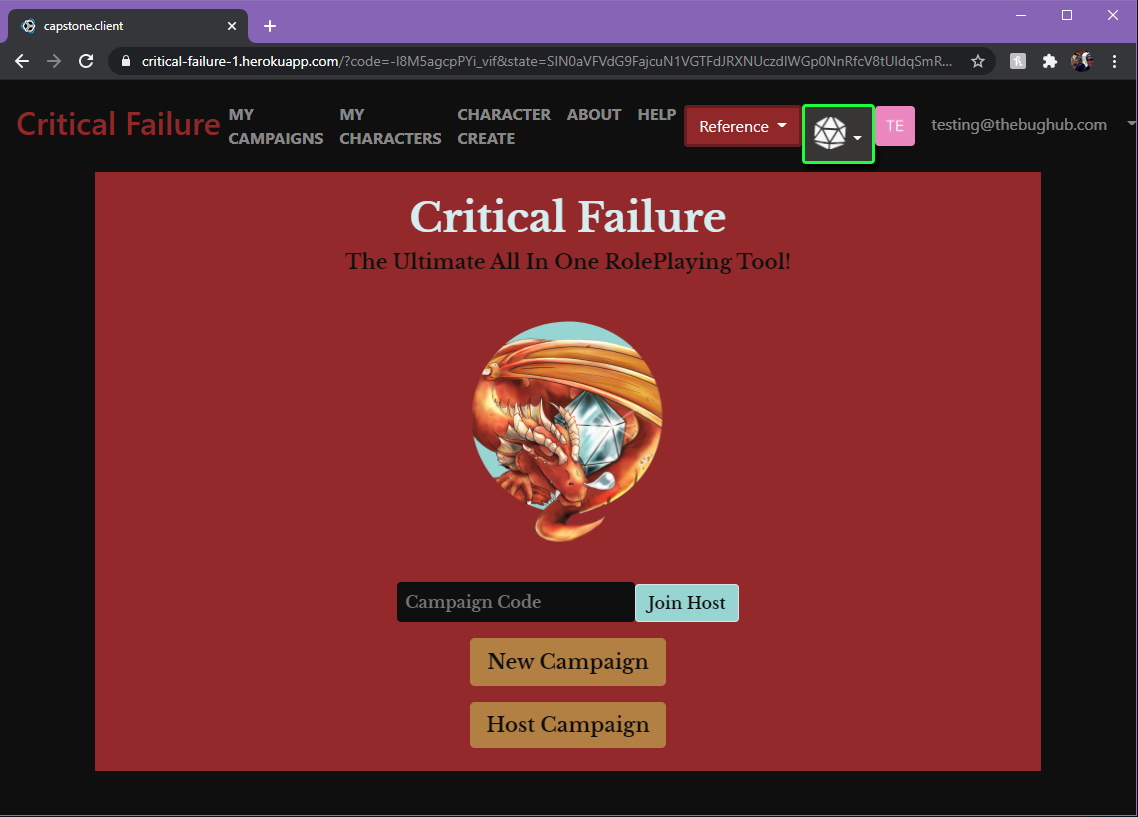 capstone.client
critical-failure-1.herokuapp.com/?code=-I8M5agcpPYi_vif&state=SlN0aVFVdG9FajcuN1VGTFdJRXNUczdIWGp0NnRfcV8tUldqSmR...
Critical Failure
MY CAMPAIGNS
MY CHARACTERS
CHARACTER CREATE
ABOUT
HELP
Reference
TE
testing@thebughub.com
Critical Failure
The Ultimate All In One RolePlaying Tool!
Campaign Code
Join Host
New Campaign
Host Campaign